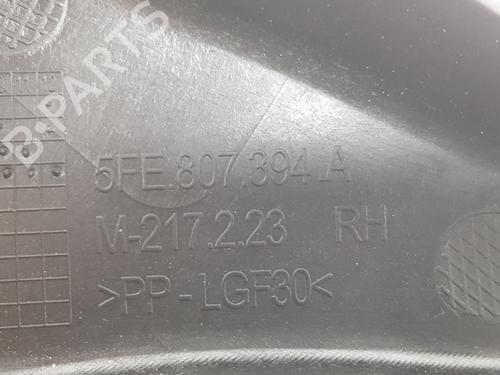 B-PARTS
5FE.807.394 A
M-217.2.23 RH
>PP-LGF30<